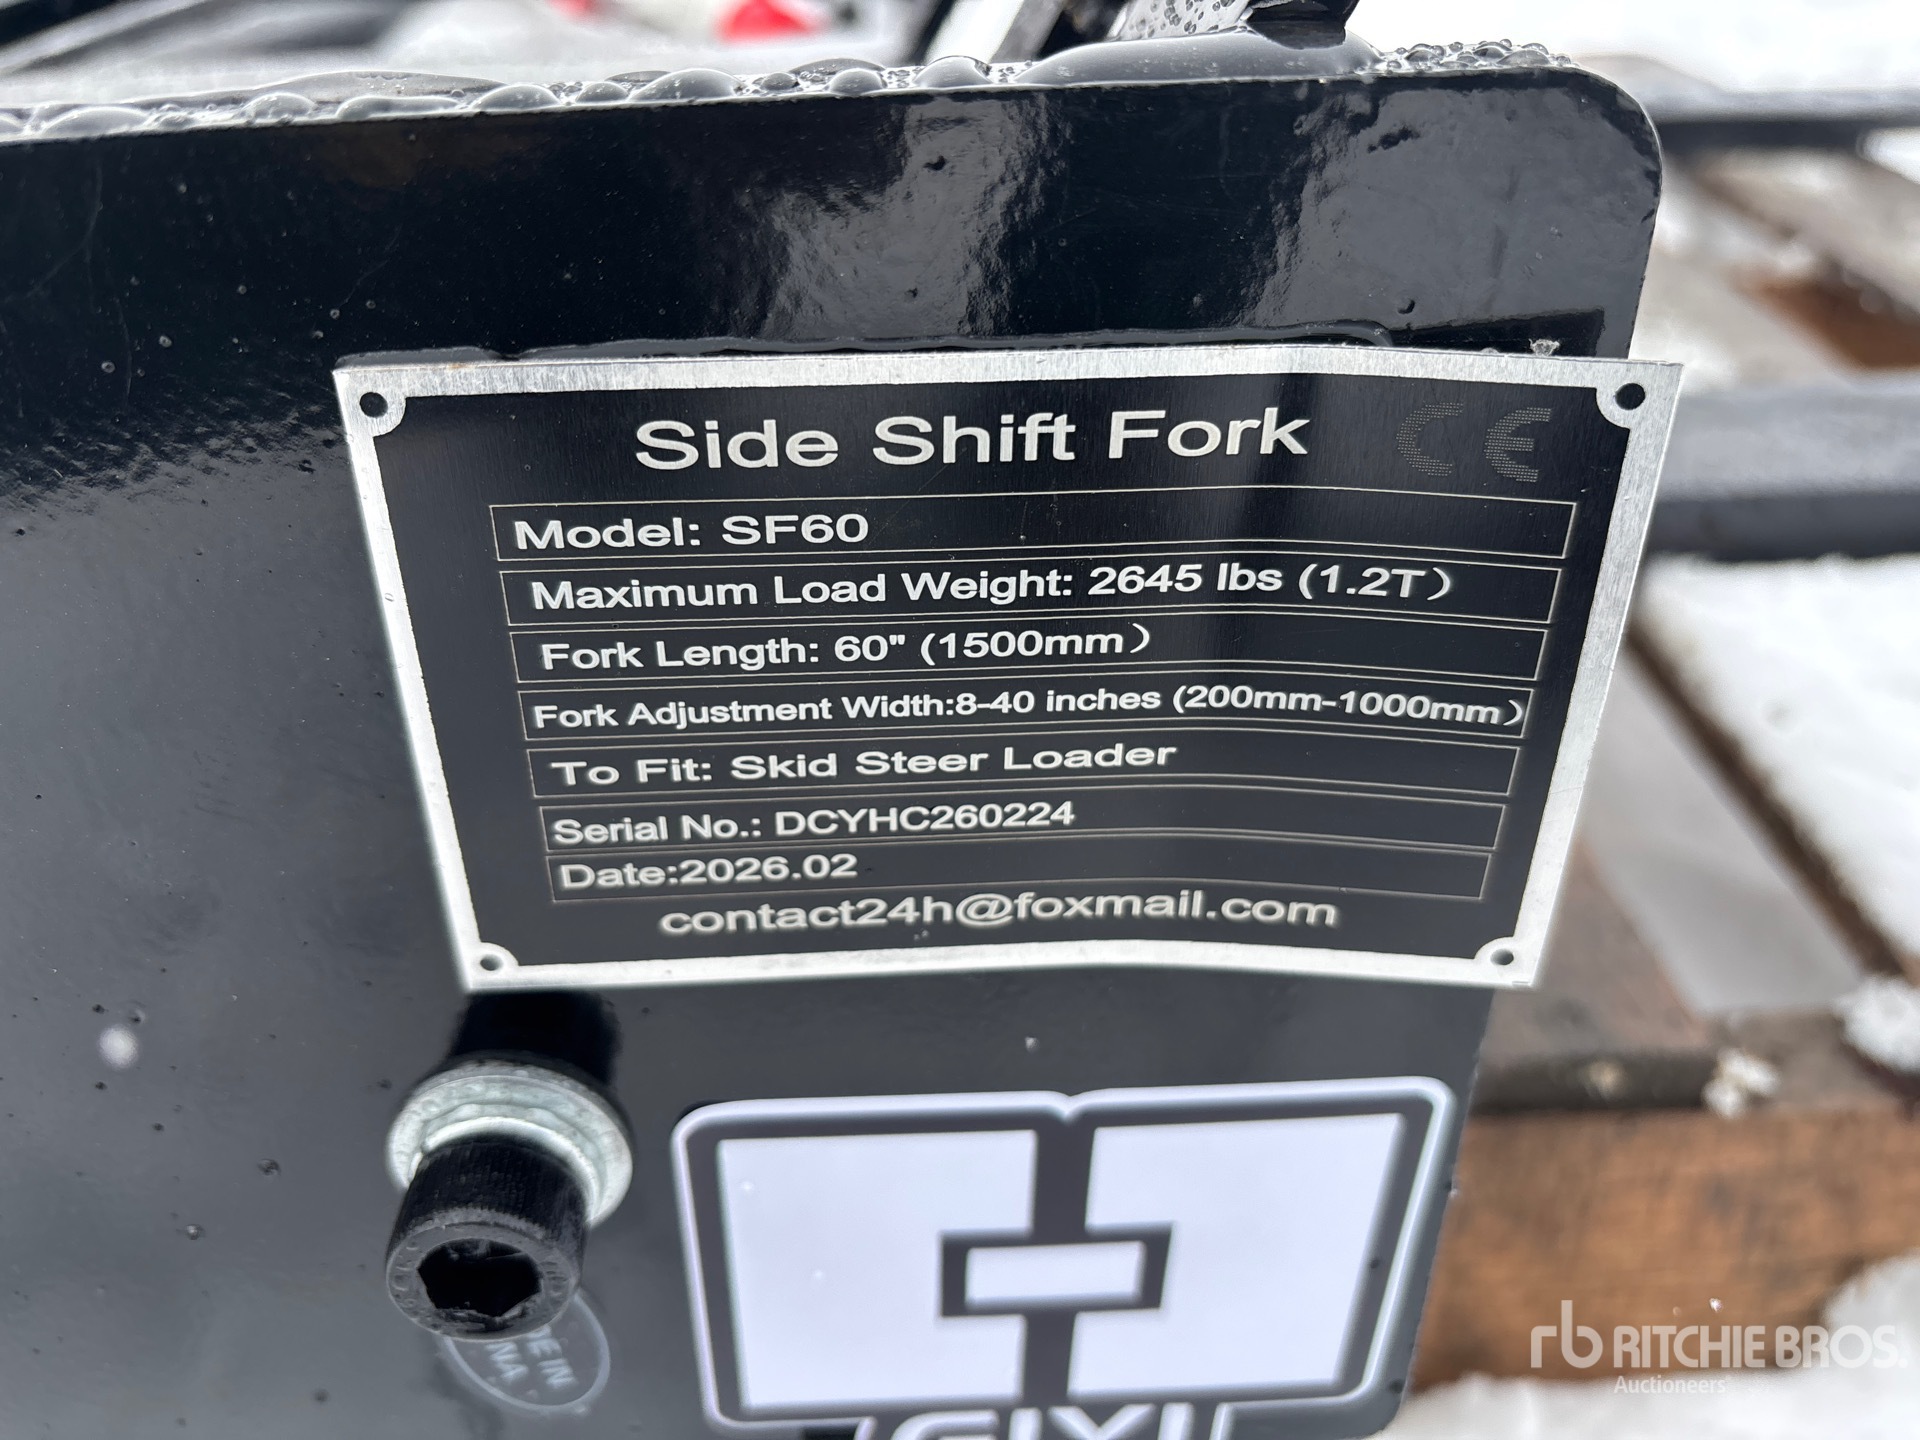 Side Shift Fork CE
Model: SF60
Maximum Load Weight: 2645 lbs (1.2T)
Fork Length: 60" (1500mm)
Fork Adjustment Width:8-40 inches (200mm-1000mm)
To Fit: Skid Steer Loader
Serial No.: DCYHC260224
Date:2026.02
contact24h@foxmail.com
rb RITCHIE BROS.
Auctioneers